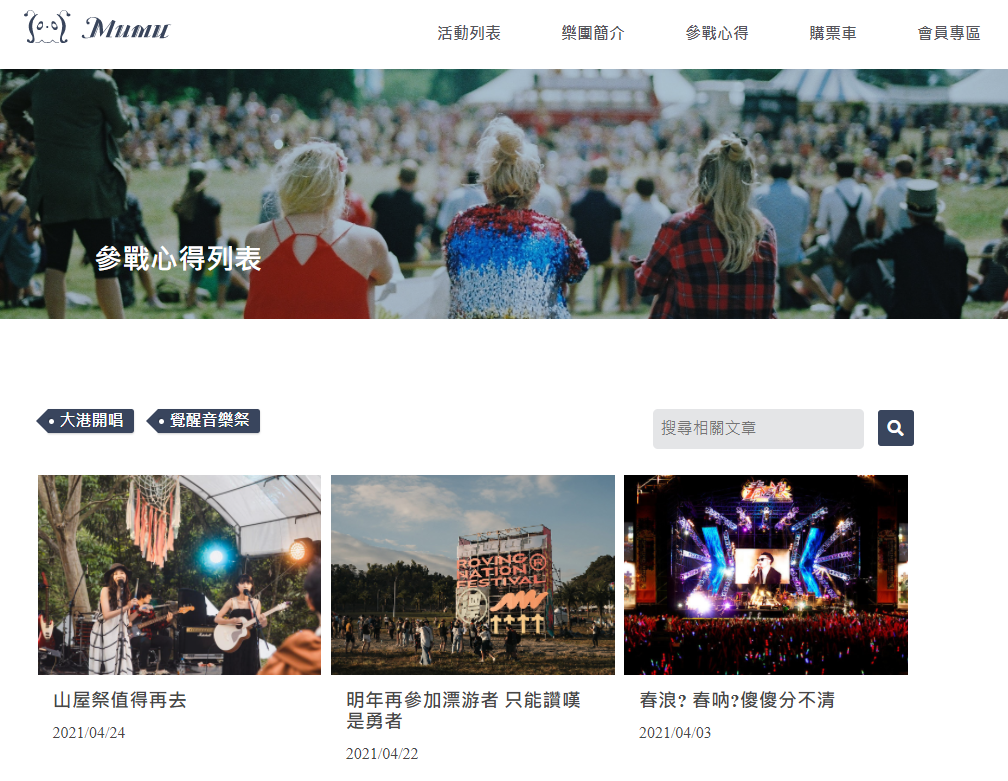 Mumu
活動列表
樂團簡介
參戰心得
購票車
會員專區
參戰心得列表
大港開唱
覺醒音樂祭
搜尋相關文章
ROVING
NATION
FESTIVAL
山屋祭值得再去
2021/04/24
明年再參加漂游者 只能讚嘆
是勇者
2021/04/22
春浪? 春吶?傻傻分不清
2021/04/03